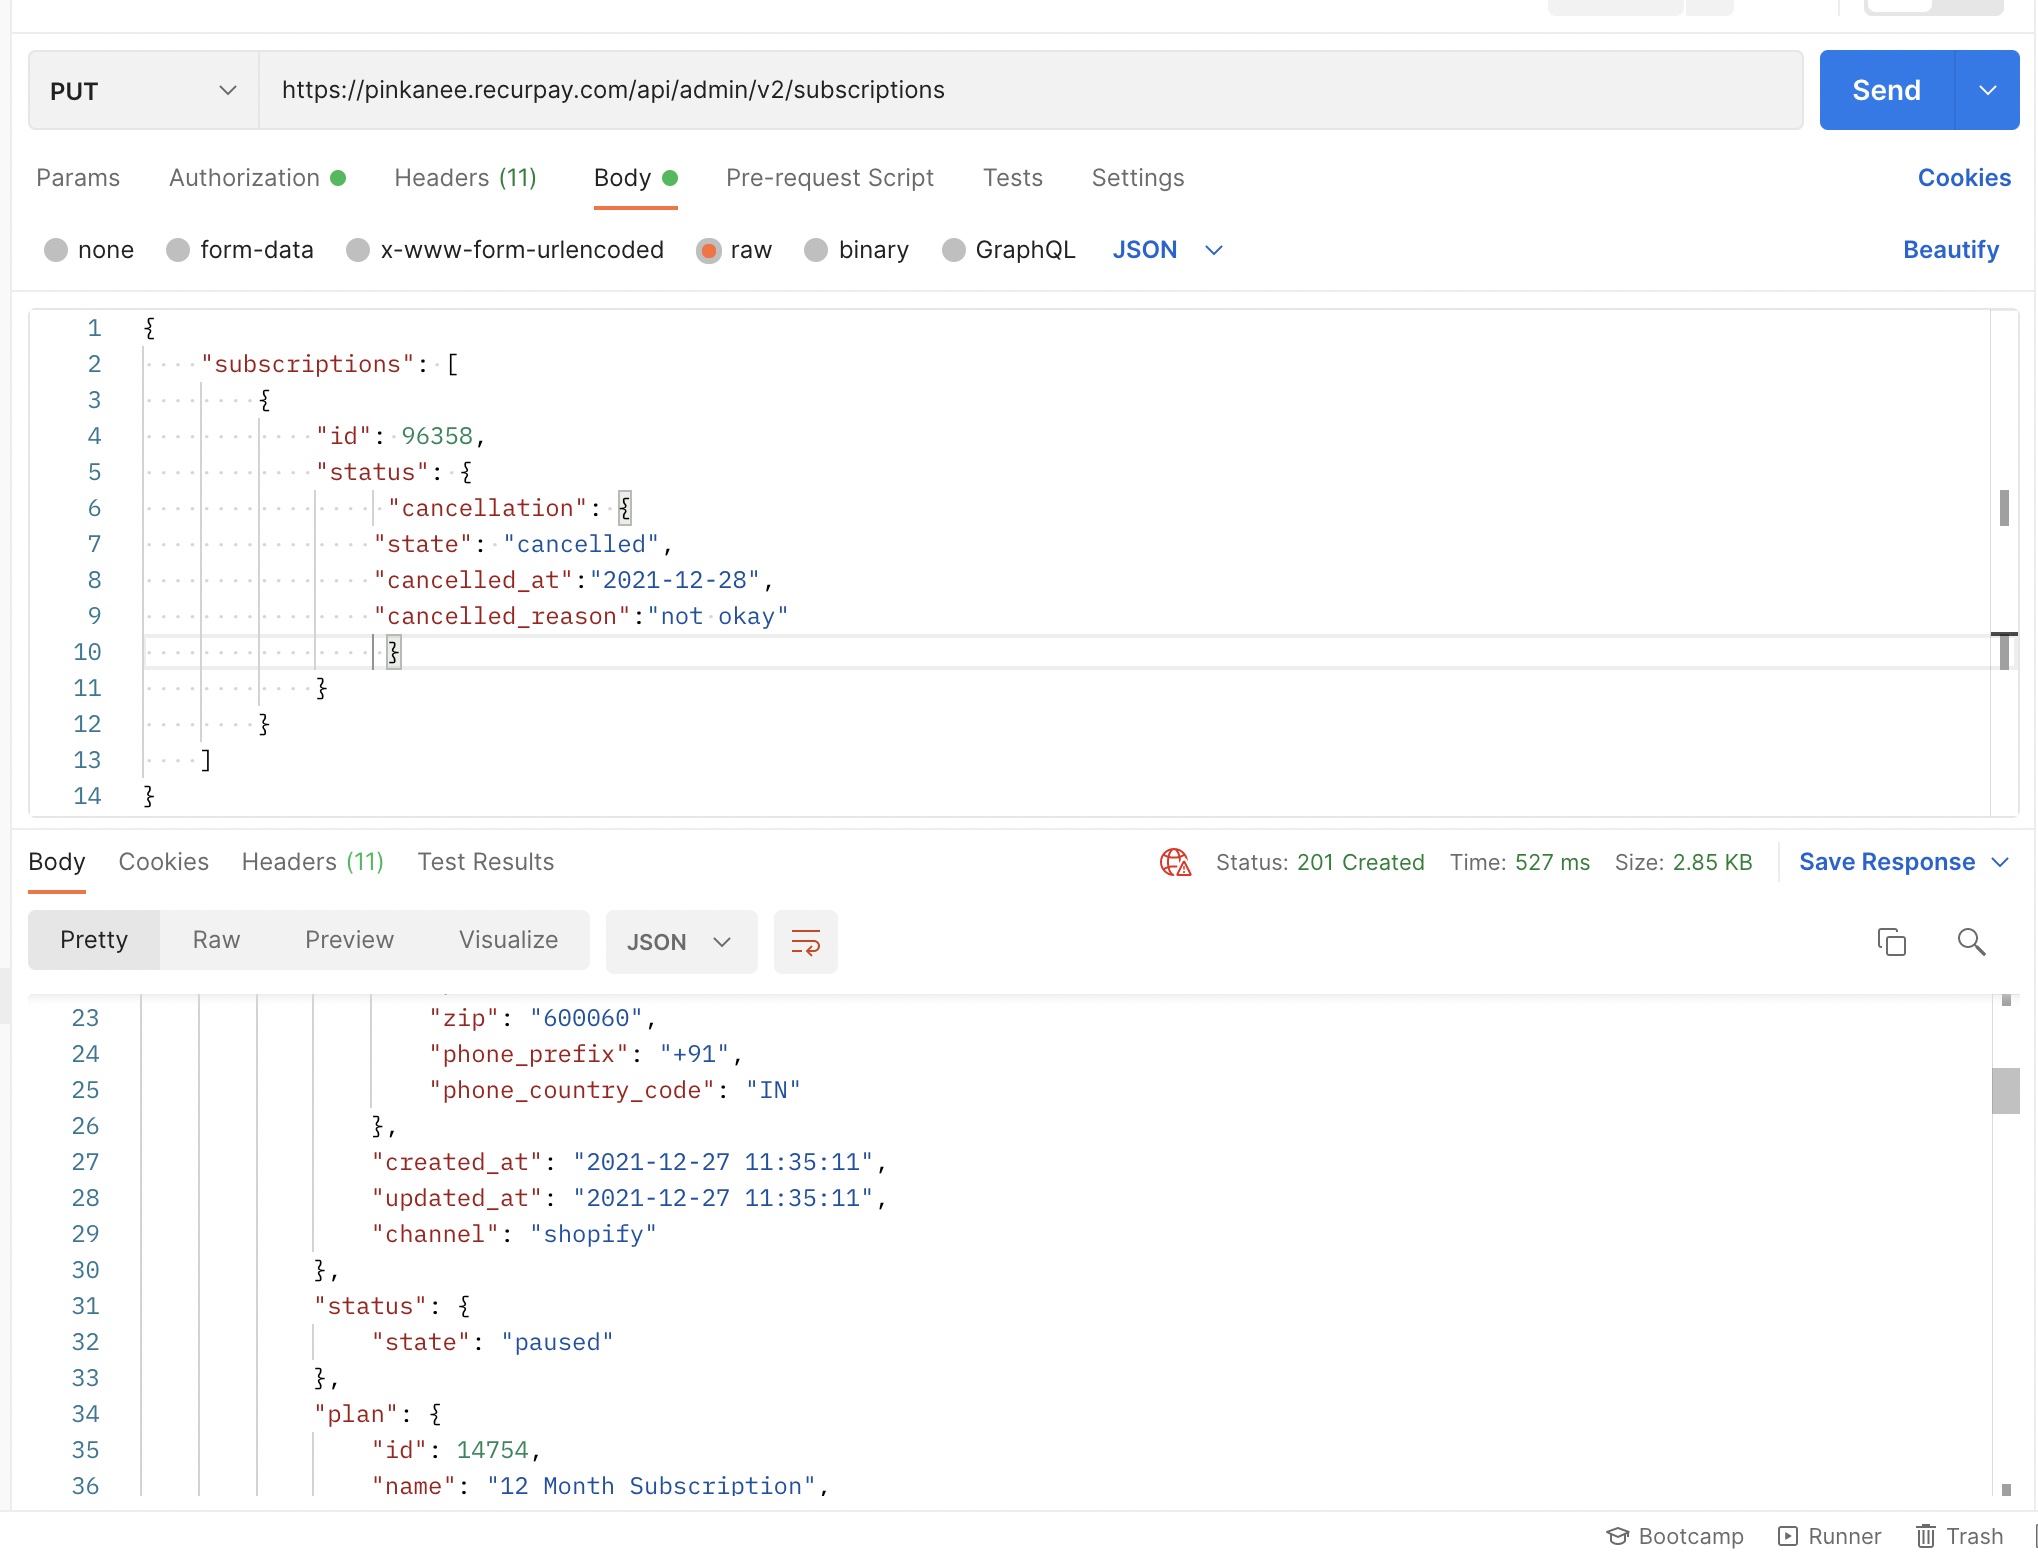 PUT https://pinkanee.recurpay.com/api/admin/v2/subscriptions Send
Params Authorization Headers (11) Body Pre-request Script Tests Settings Cookies
none form-data x-www-form-urlencoded raw binary GraphQL JSON Beautify
1 {
2 "subscriptions": [
3 {
4 "id": 96358,
5 "status": {
6 "cancellation": {
7 "state": "cancelled",
8 "cancelled_at":"2021-12-28",
9 "cancelled_reason":"not okay"
10 }
11 }
12 }
13 ]
14 }
Body Cookies Headers (11) Test Results Status: 201 Created Time: 527 ms Size: 2.85 KB Save Response
Pretty Raw Preview Visualize JSON
23 "zip": "600060",
24 "phone_prefix": "+91",
25 "phone_country_code": "IN"
26 },
27 "created_at": "2021-12-27 11:35:11",
28 "updated_at": "2021-12-27 11:35:11",
29 "channel": "shopify"
30 },
31 "status": {
32 "state": "paused"
33 },
34 "plan": {
35 "id": 14754,
36 "name": "12 Month Subscription",
Bootcamp Runner Trash